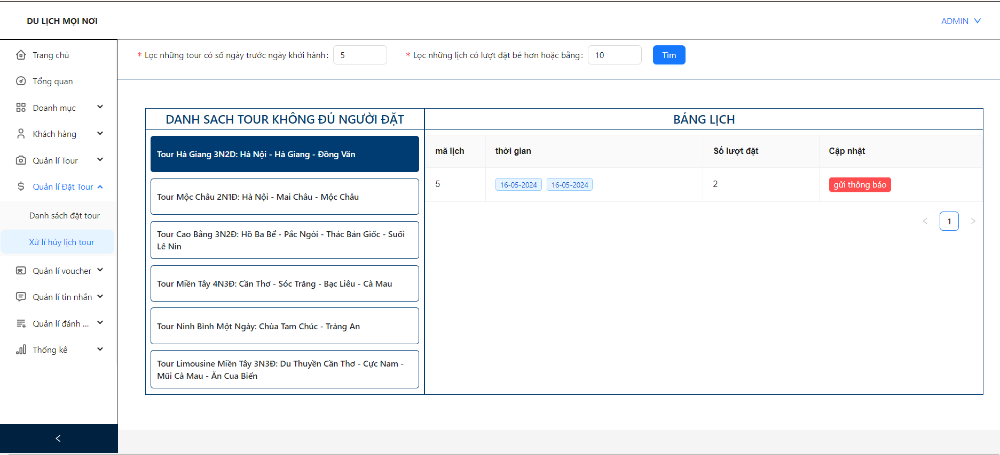 DU LỊCH MỌI NƠI
ADMIN
Trang chủ
Tổng quan
Doanh mục
Khách hàng
Quản lí Tour
Quản lí Đặt Tour
Danh sách đặt tour
Xử lí hủy lịch tour
Quản lí voucher
Quản lí tin nhắn
Quản lí đánh ...
Thống kê
* Lọc những tour có số ngày trước ngày khởi hành: 5
* Lọc những lịch có lượt đặt bé hơn hoặc bằng: 10
Tìm
DANH SACH TOUR KHÔNG ĐỦ NGƯỜI ĐẶT
Tour Hà Giang 3N2D: Hà Nội - Hà Giang - Đồng Văn
Tour Mộc Châu 2N1Đ: Hà Nội - Mai Châu - Mộc Châu
Tour Cao Bằng 3N2Đ: Hồ Ba Bể - Pắc Ngòi - Thác Bản Giốc - Suối
Lê Nin
Tour Miền Tây 4N3Đ: Cần Thơ - Sóc Trăng - Bạc Liêu - Cà Mau
Tour Ninh Bình Một Ngày: Chùa Tam Chúc - Tràng An
Tour Limousine Miền Tây 3N3Đ: Du Thuyền Cần Thơ - Cực Nam -
Mũi Cà Mau - Ăn Cua Biển
BẢNG LỊCH
mã lịch thời gian Số lượt đặt Cập nhật
5 16-05-2024 16-05-2024 2 gửi thông báo
< 1 >